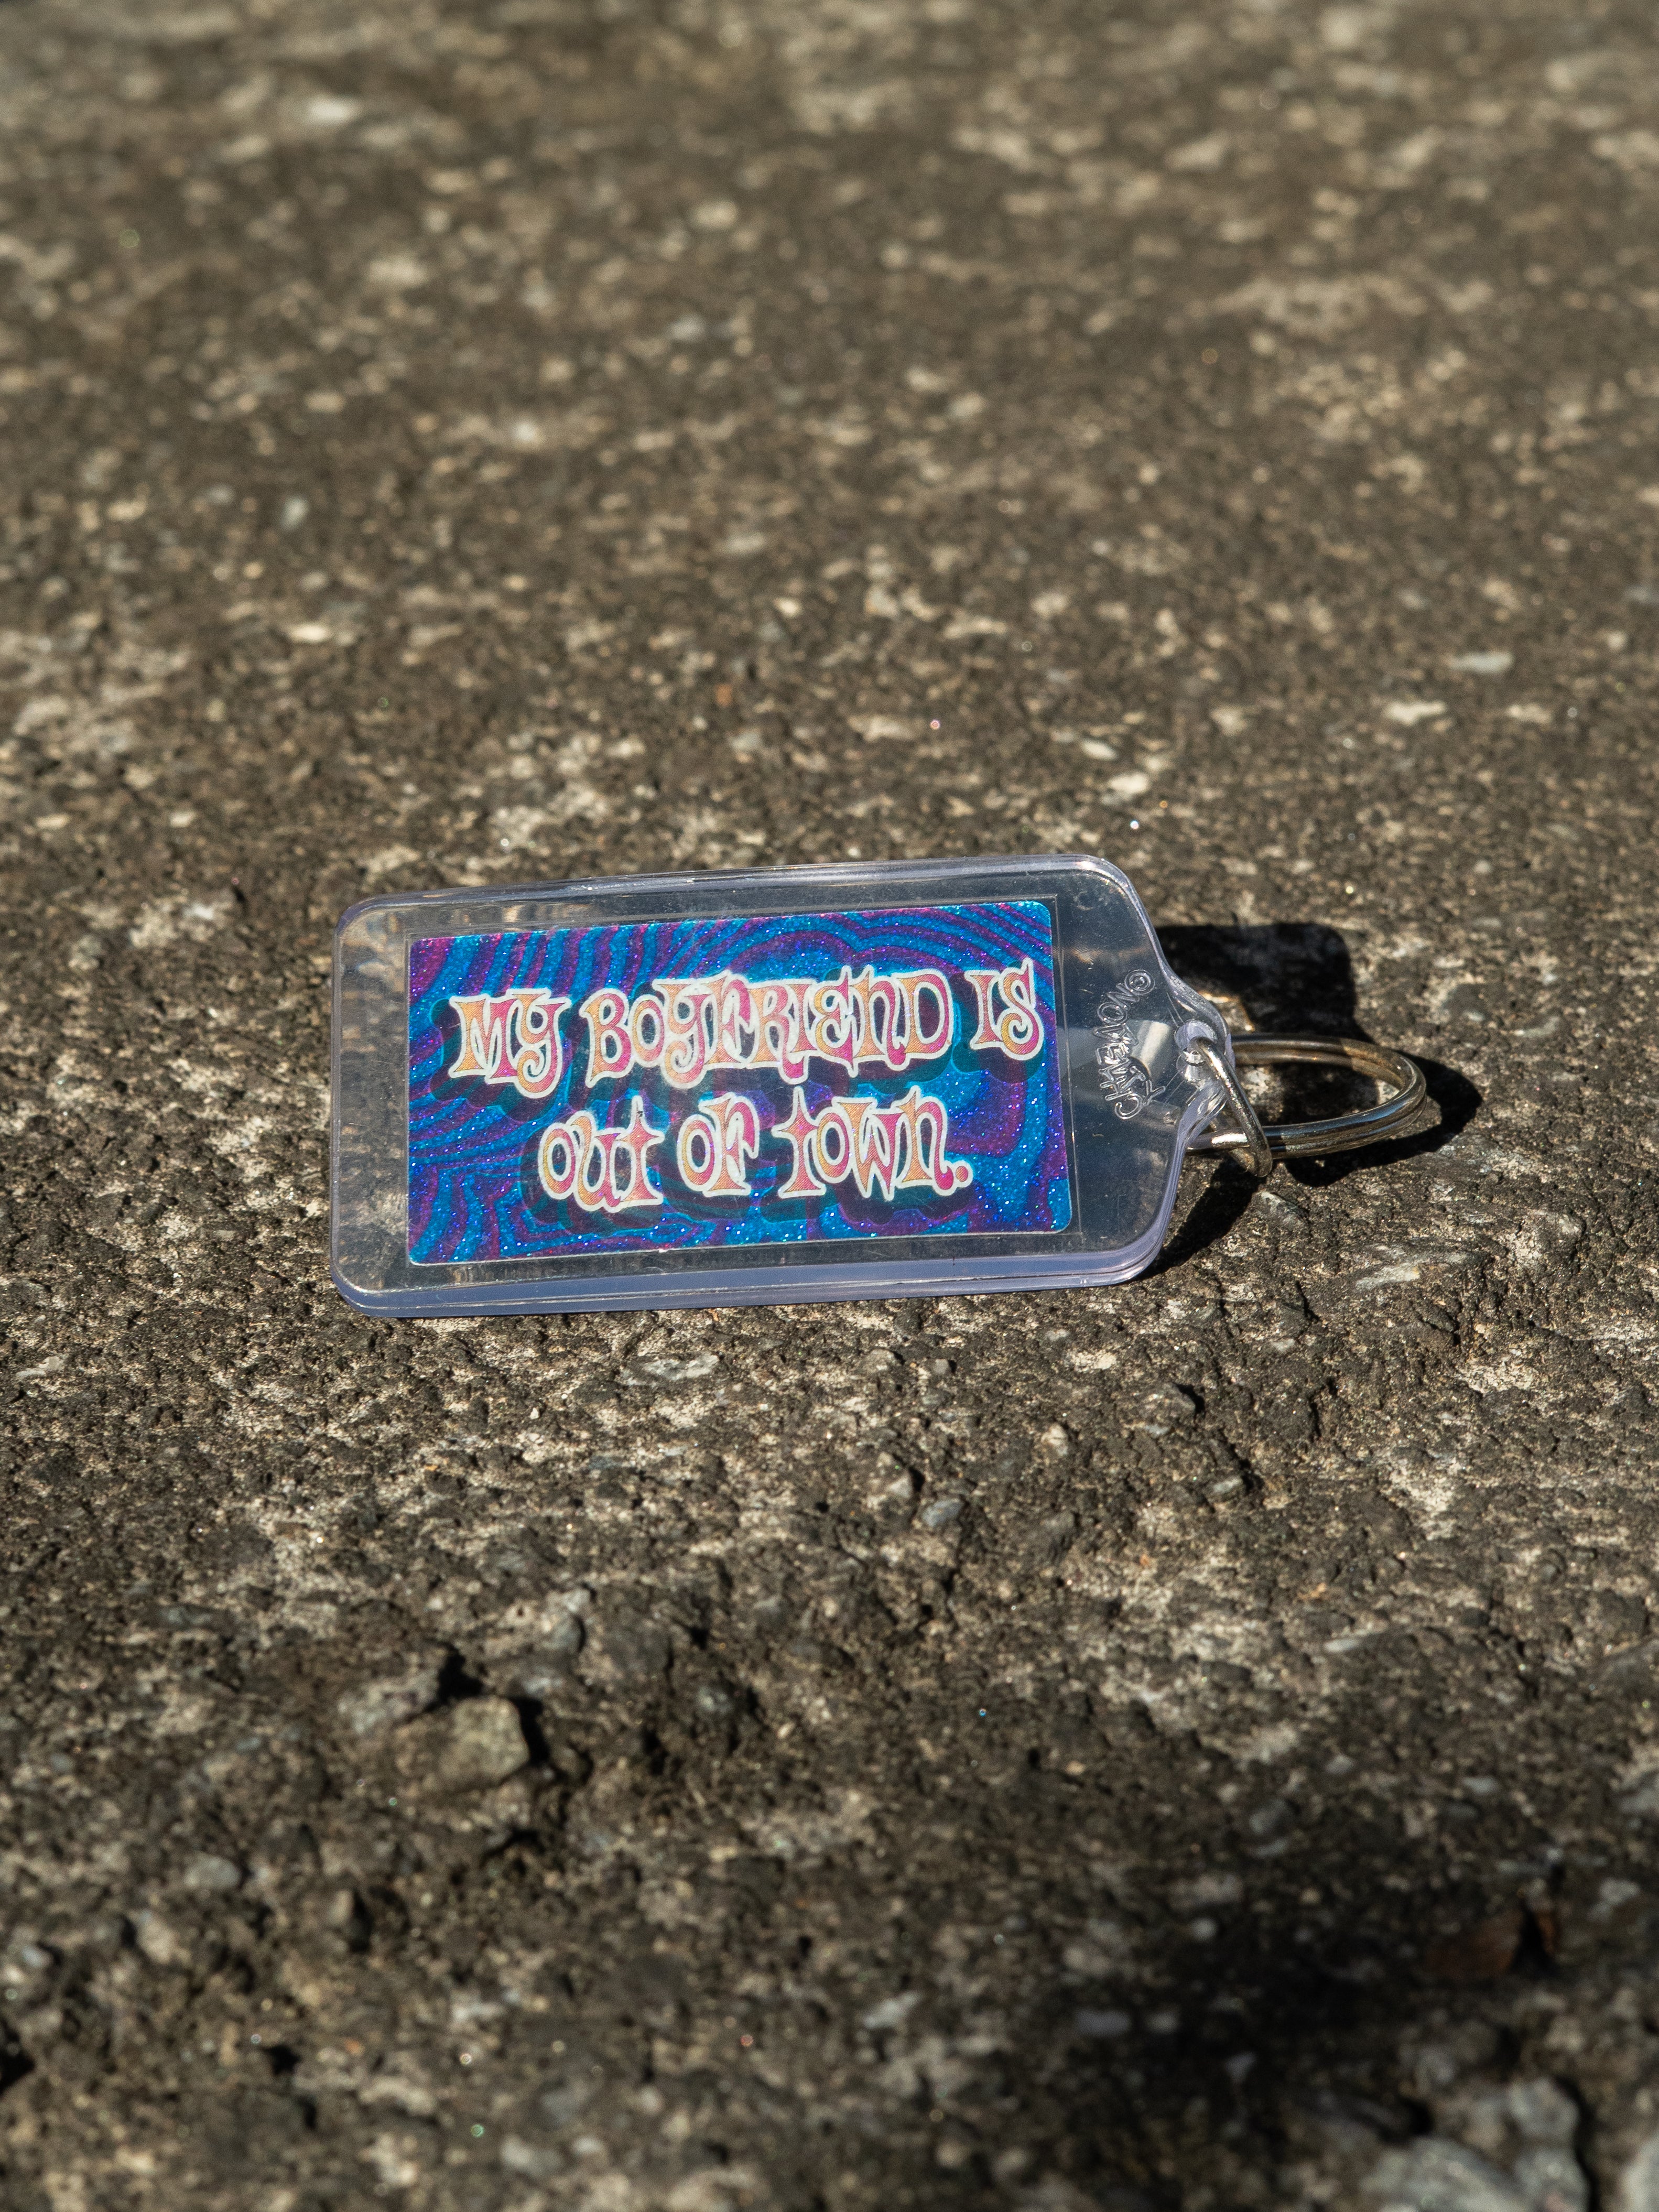 My Boyfriend is
out of town.